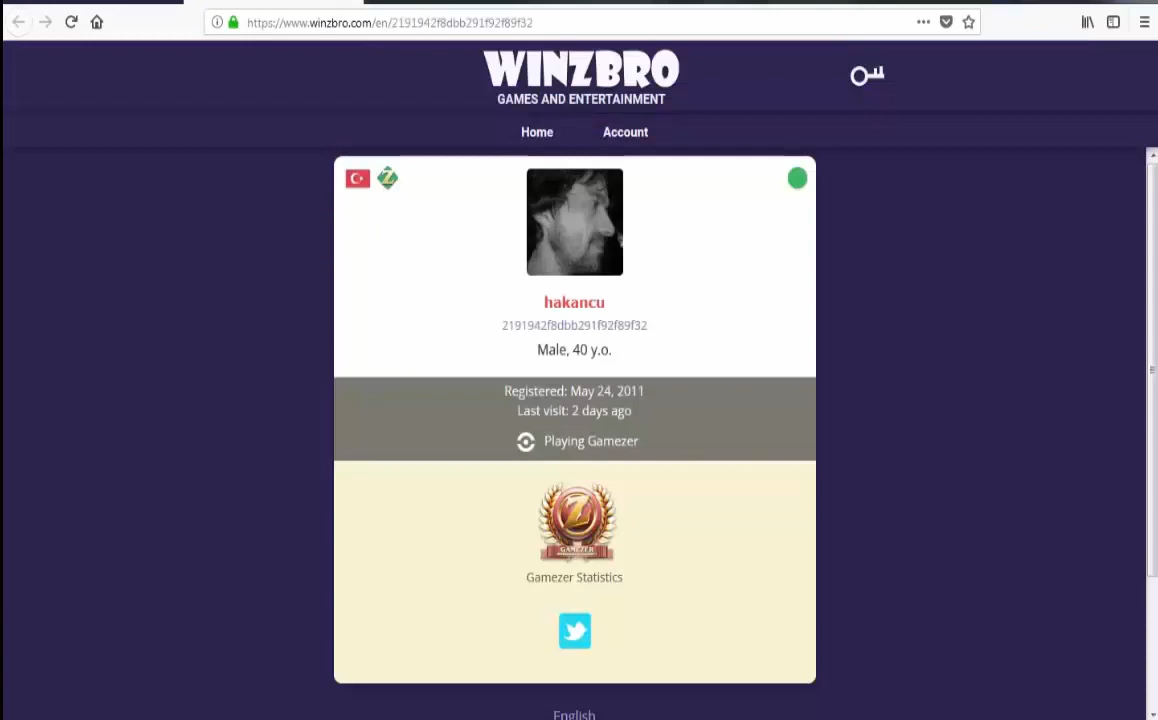 https://www.winzbro.com/en/2191942f8dbb291f92f89f32
WINZBRO
GAMES AND ENTERTAINMENT
Home Account
hakancu
2191942f8dbb291f92f89f32
Male, 40 y.o.
Registered: May 24, 2011
Last visit: 2 days ago
Playing Gamezer
Z
GAMEZER
Gamezer Statistics
English